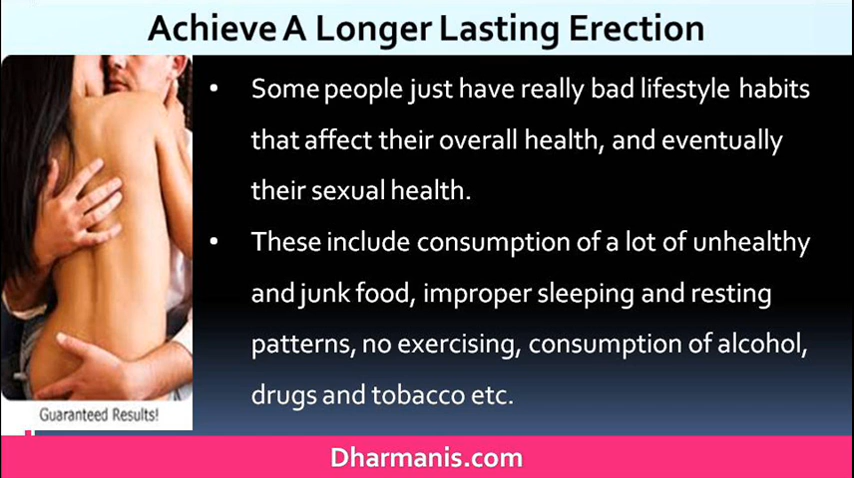 Achieve A Longer Lasting Erection
• Some people just have really bad lifestyle habits
that affect their overall health, and eventually
their sexual health.
• These include consumption of a lot of unhealthy
and junk food, improper sleeping and resting
patterns, no exercising, consumption of alcohol,
drugs and tobacco etc.
Guaranteed Results!
Dharmanis.com